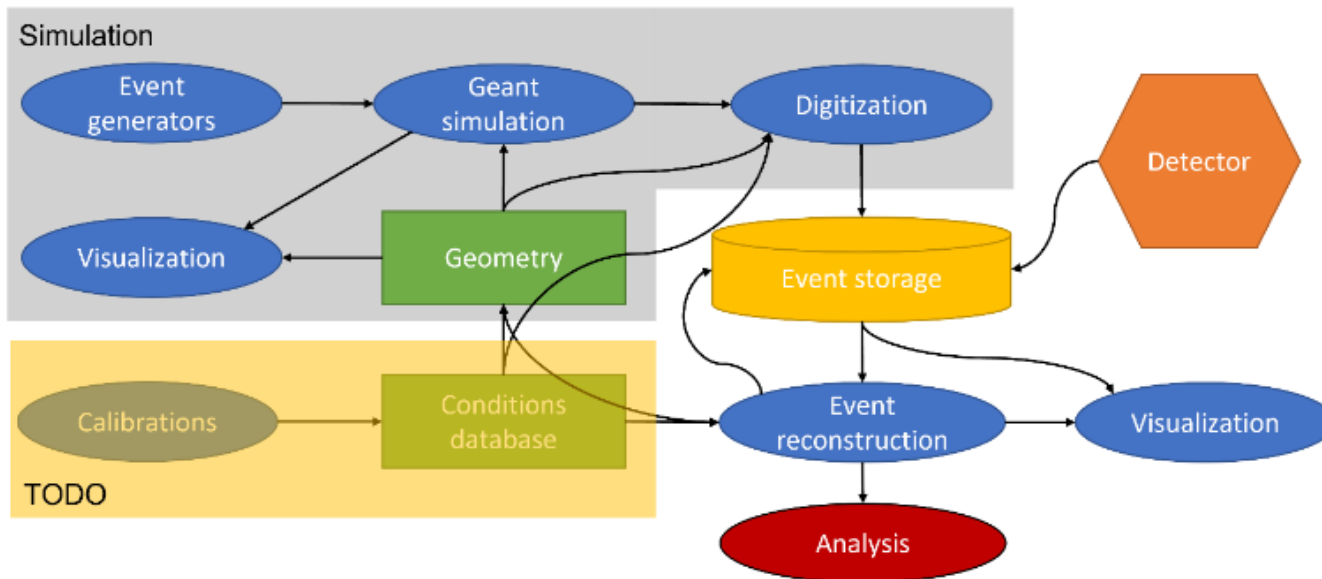 Simulation
Event
generators
Geant
simulation
Digitization
Detector
Visualization
Geometry
Event storage
Calibrations
Conditions
database
Event
reconstruction
Visualization
TODO
Analysis